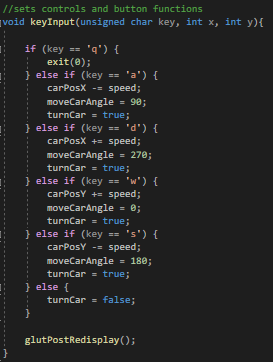 //sets controls and button functions
void keyInput(unsigned char key, int x, int y){
if (key == 'q') {
exit(0);
} else if (key == 'a') {
carPosX -= speed;
moveCarAngle = 90;
turnCar = true;
} else if (key == 'd') {
carPosX += speed;
moveCarAngle = 270;
turnCar = true;
} else if (key == 'w') {
carPosY += speed;
moveCarAngle = 0;
turnCar = true;
} else if (key == 's') {
carPosY -= speed;
moveCarAngle = 180;
turnCar = true;
} else {
turnCar = false;
}
glutPostRedisplay();
}